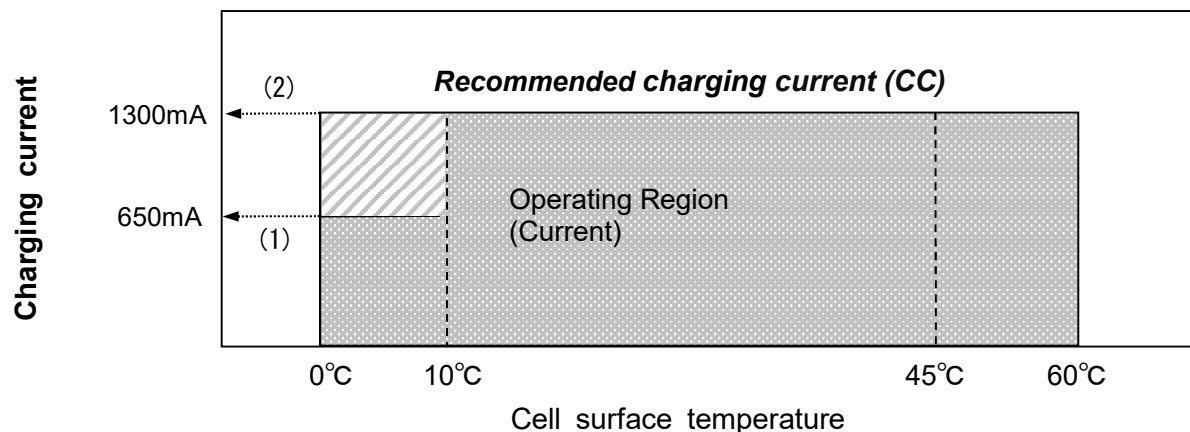 Charging current
(2)
Recommended charging current (CC)
1300mA
Operating Region
(Current)
650mA
(1)
0℃ 10℃ 45℃ 60℃
Cell surface temperature